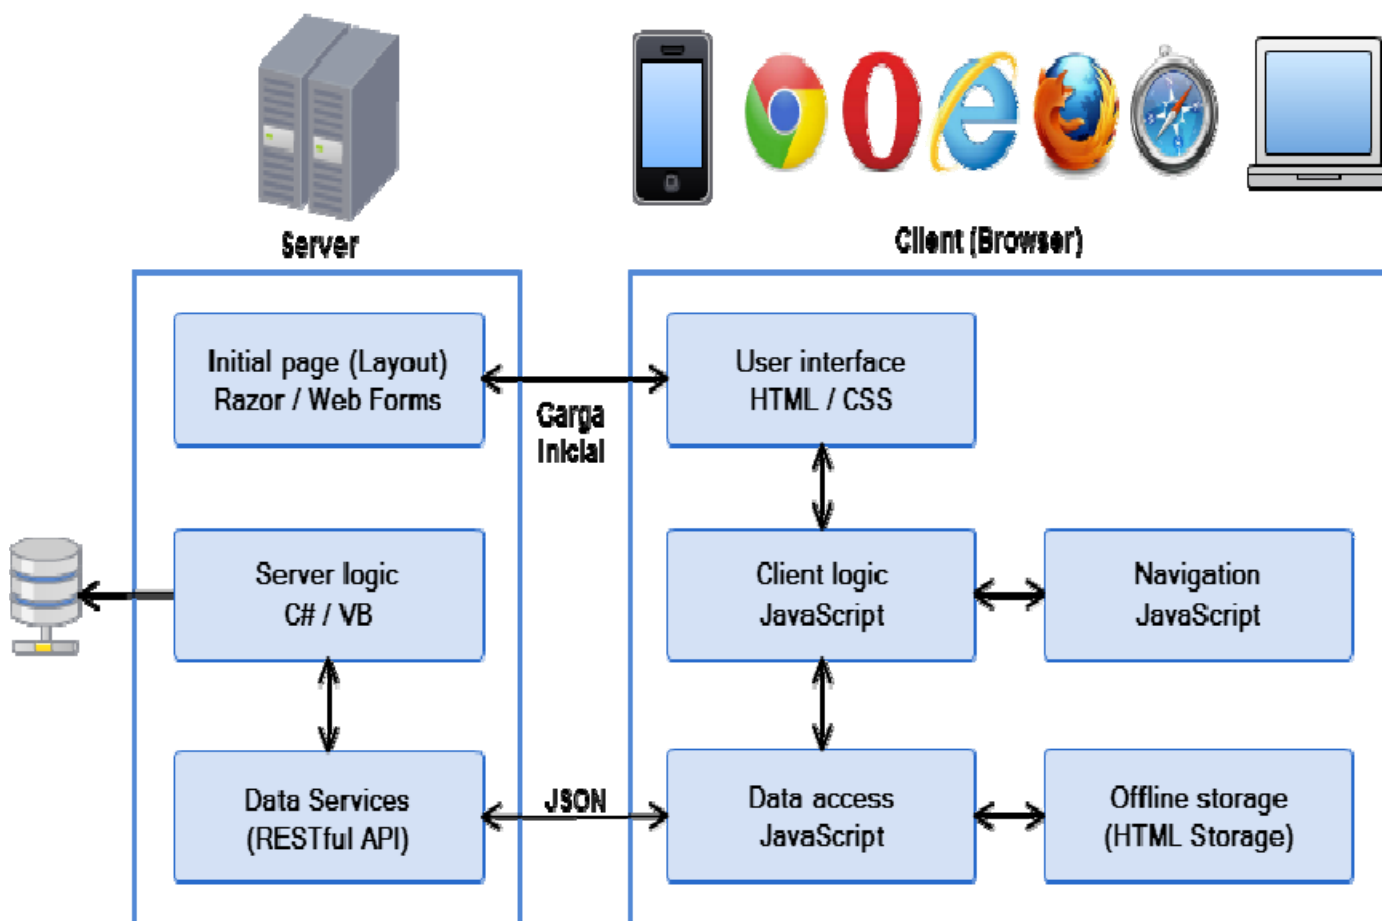 Server
Client (Browser)
Initial page (Layout)
Razor / Web Forms
Carga
Inicial
User interface
HTML / CSS
Server logic
C# / VB
Client logic
JavaScript
Navigation
JavaScript
Data Services
(RESTful API)
JSON
Data access
JavaScript
Offline storage
(HTML Storage)